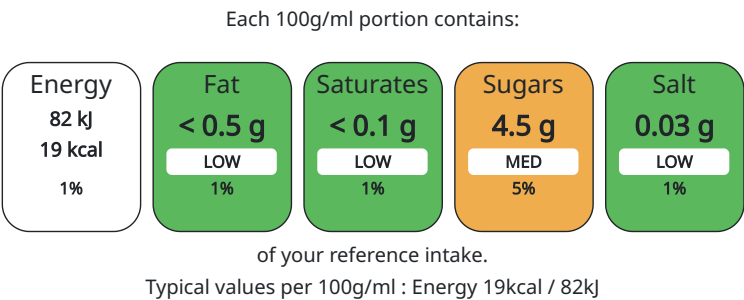 Each 100g/ml portion contains:
Energy
82 kJ
19 kcal
1%
Fat
< 0.5 g
LOW
1%
Saturates
< 0.1 g
LOW
1%
Sugars
4.5 g
MED
5%
Salt
0.03 g
LOW
1%
of your reference intake.
Typical values per 100g/ml : Energy 19kcal / 82kJ